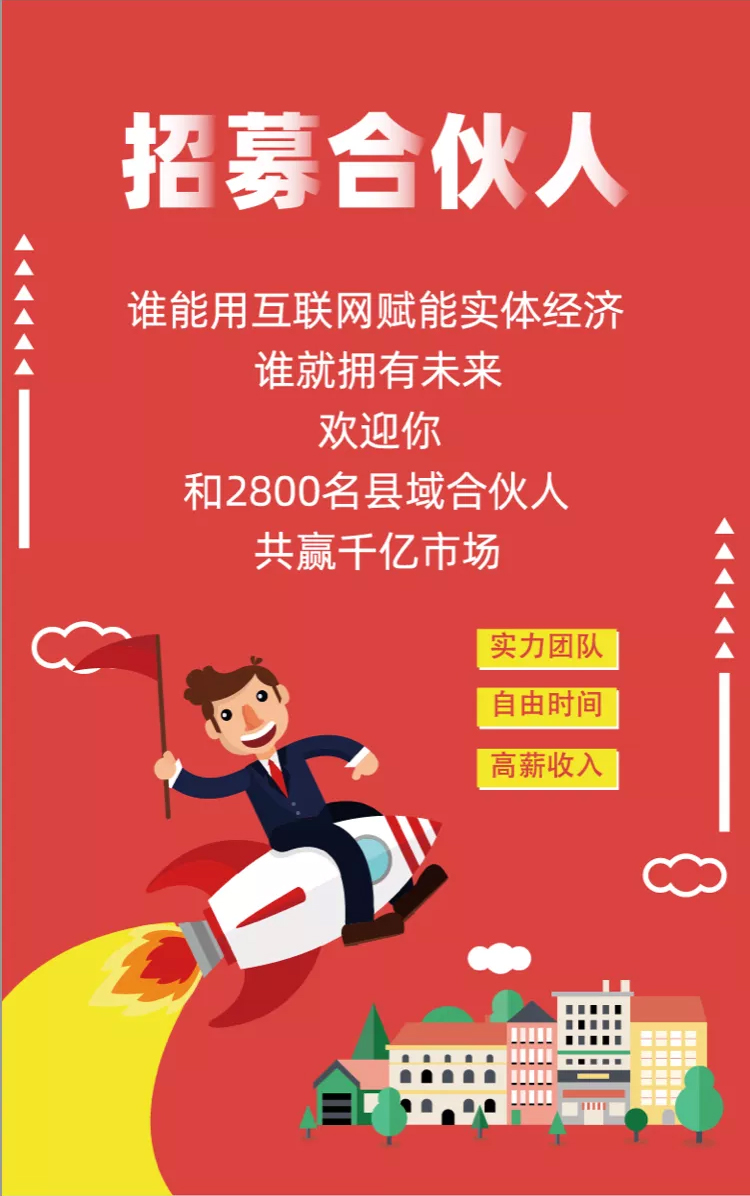 招募合伙人
谁能用互联网赋能实体经济
谁就拥有未来
欢迎你
和2800名县域合伙人
共赢千亿市场
实力团队
自由时间
高薪收入